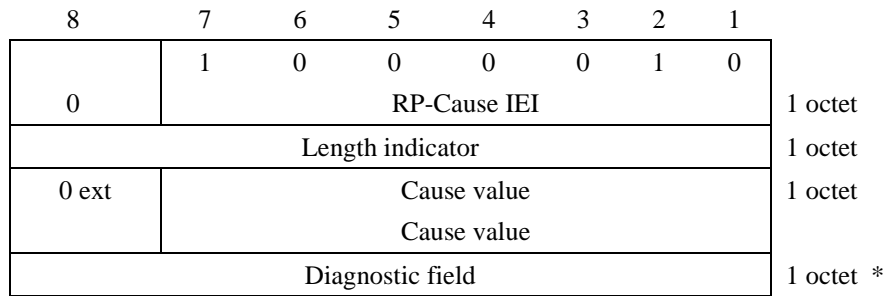 8 7 6 5 4 3 2 1
1 0 0 0 0 1 0
0 RP-Cause IEI 1 octet
Length indicator 1 octet
0 ext Cause value 1 octet
Cause value
Diagnostic field 1 octet *